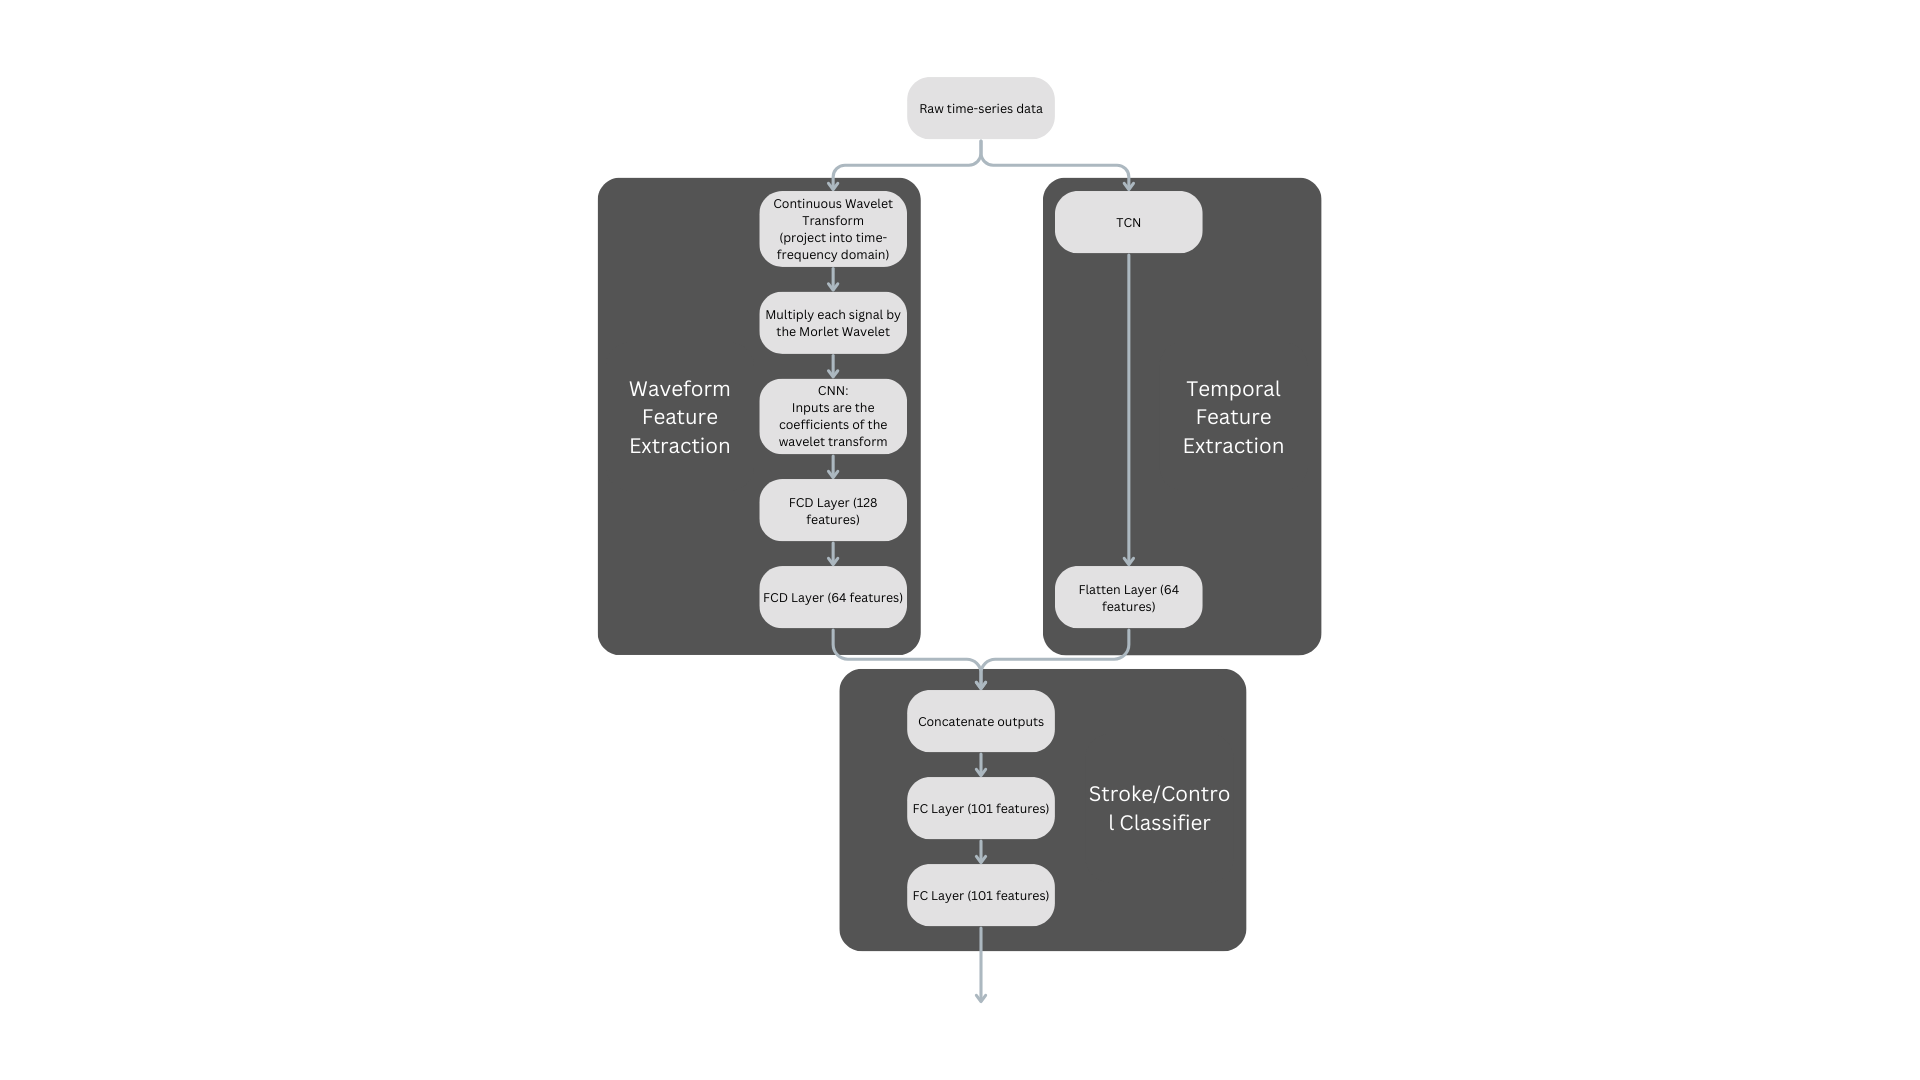 Raw time-series data
Continuous Wavelet
Transform
(project into time-
frequency domain)
Multiply each signal by
the Morlet Wavelet
CNN:
Inputs are the
coefficients of the
wavelet transform
FCD Layer (128
features)
FCD Layer (64 features)
Waveform
Feature
Extraction
TCN
Flatten Layer (64
features)
Temporal
Feature
Extraction
Concatenate outputs
FC Layer (101 features)
FC Layer (101 features)
Stroke/Contro
l Classifier